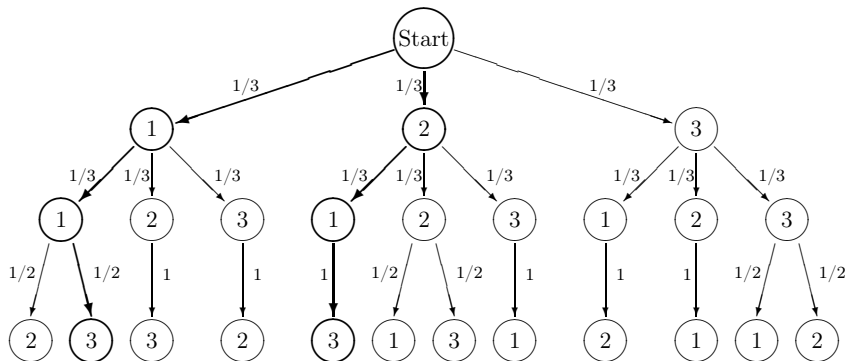 Start
1/3 1/3 1/3
1 2 3
1/3 1/3 1/3 1/3 1/3 1/3 1/3 1/3 1/3
1 2 3 1 2 3 1 2 3
1/2 1/2 1 1 1 1/2 1/2 1 1 1 1/2 1/2
2 3 3 2 3 1 3 1 2 1 1 2